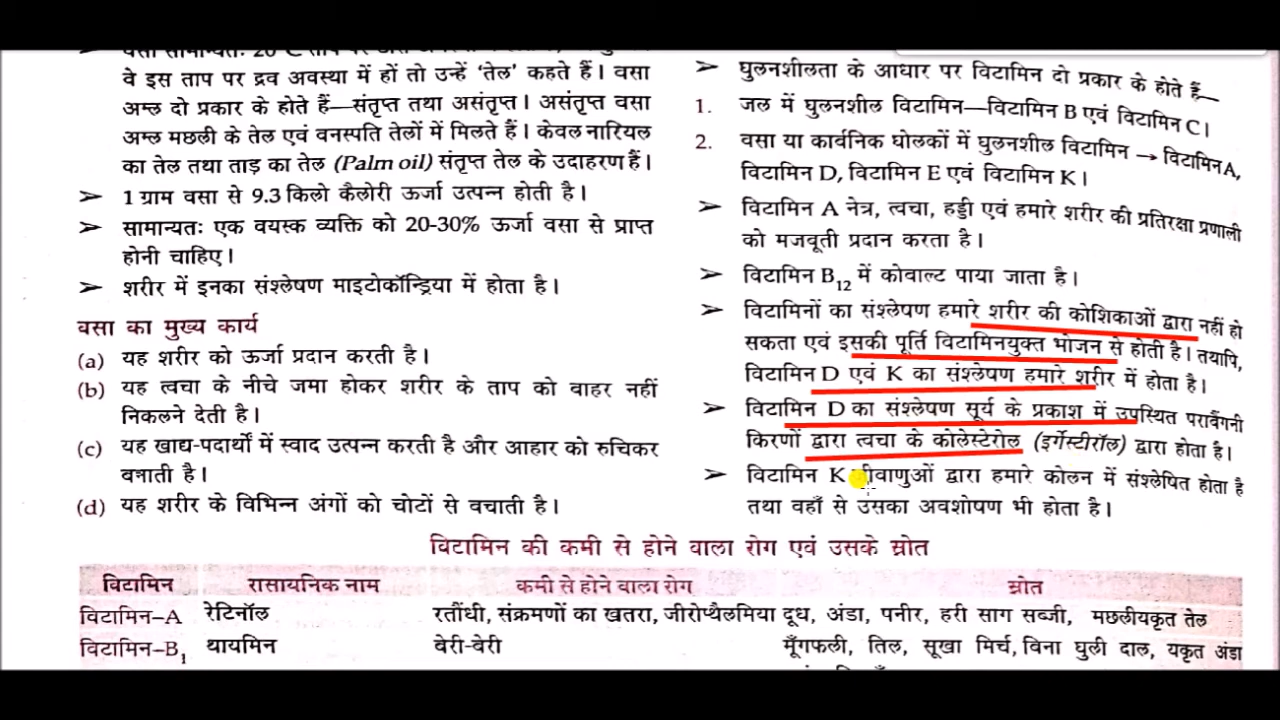 वे इस ताप पर द्रव अवस्था में हों तो उन्हें ‘तेल’ कहते हैं। वसा
अम्ल दो प्रकार के होते हैं—संतृप्त तथा असंतृप्त। असंतृप्त वसा
अम्ल मछली के तेल एवं वनस्पति तेलों में मिलते हैं। केवल नारियल
का तेल तथा ताड़ का तेल (Palm oil) संतृप्त तेल के उदाहरण हैं।
➤ 1 ग्राम वसा से 9.3 किलो कैलोरी ऊर्जा उत्पन्न होती है।
➤ सामान्यतः एक वयस्क व्यक्ति को 20-30% ऊर्जा वसा से प्राप्त
होनी चाहिए।
➤ शरीर में इनका संश्लेषण माइटोकॉन्ड्रिया में होता है।
वसा का मुख्य कार्य
(a) यह शरीर को ऊर्जा प्रदान करती है।
(b) यह त्वचा के नीचे जमा होकर शरीर के ताप को बाहर नहीं
निकलने देती है।
(c) यह खाद्य-पदार्थों में स्वाद उत्पन्न करती है और आहार को रुचिकर
बनाती है।
(d) यह शरीर के विभिन्न अंगों को चोटों से बचाती है।
➤ घुलनशीलता के आधार पर विटामिन दो प्रकार के होते हैं—
1. जल में घुलनशील विटामिन—विटामिन B एवं विटामिन C।
2. वसा या कार्बनिक घोलकों में घुलनशील विटामिन → विटामिन A,
विटामिन D, विटामिन E एवं विटामिन K।
➤ विटामिन A नेत्र, त्वचा, हड्डी एवं हमारे शरीर की प्रतिरक्षा प्रणाली
को मजबूती प्रदान करता है।
➤ विटामिन B12 में कोबाल्ट पाया जाता है।
➤ विटामिनों का संश्लेषण हमारे शरीर की कोशिकाओं द्वारा नहीं हो
सकता एवं इसकी पूर्ति विटामिनयुक्त भोजन से होती है। तथापि,
विटामिन D एवं K का संश्लेषण हमारे शरीर में होता है।
➤ विटामिन D का संश्लेषण सूर्य के प्रकाश में उपस्थित पराबैंगनी
किरणों द्वारा त्वचा के कोलेस्टेरोल (इर्गेस्टीरॉल) द्वारा होता है।
➤ विटामिन K जीवाणुओं द्वारा हमारे कोलन में संश्लेषित होता है
तथा वहाँ से उसका अवशोषण भी होता है।
विटामिन की कमी से होने वाला रोग एवं उसके स्रोत
विटामिन रासायनिक नाम कमी से होने वाला रोग स्रोत
विटामिन–A रेटिनॉल रतौंधी, संक्रमणों का खतरा, जीरोप्थैलमिया दूध, अंडा, पनीर, हरी साग सब्जी, मछलीयकृत तेल
विटामिन–B1 थायमिन बेरी-बेरी मूँगफली, तिल, सूखा मिर्च, बिना घुली दाल, यकृत अंडा